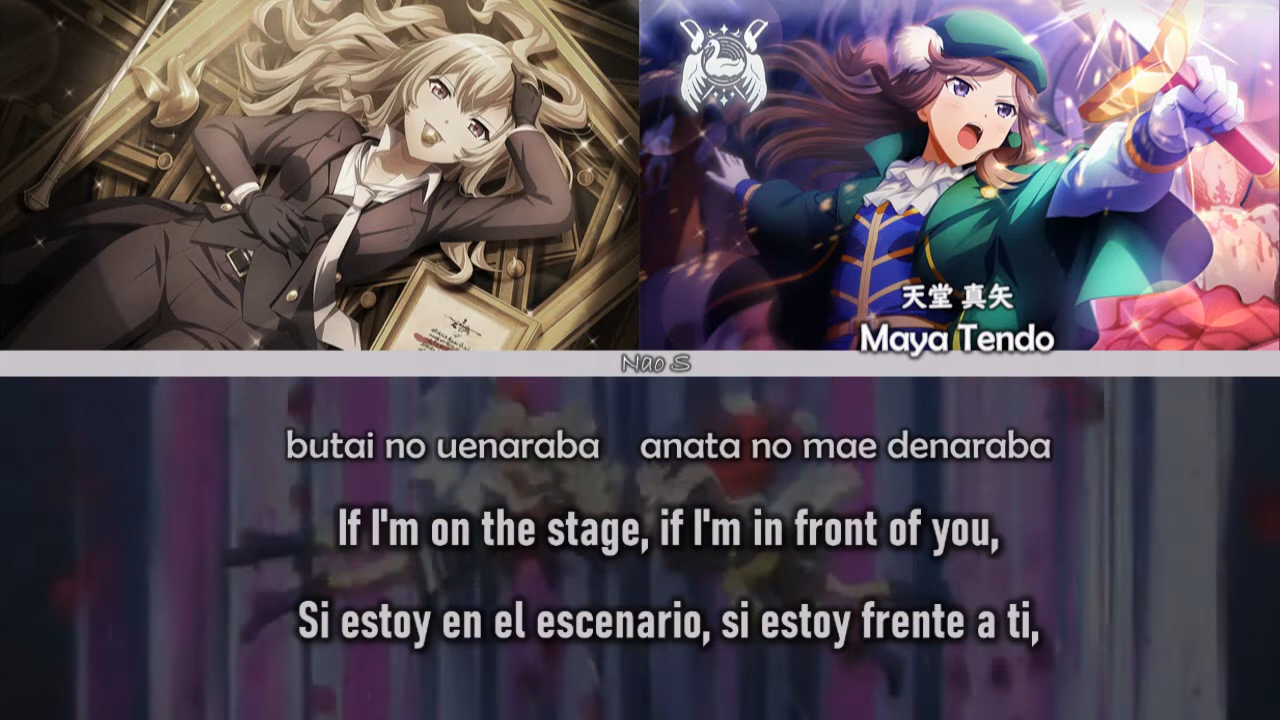 天堂 真矢
Maya Tendo
Nao S
butai no uenaraba anata no mae denaraba
If I'm on the stage, if I'm in front of you,
Si estoy en el escenario, si estoy frente a ti,